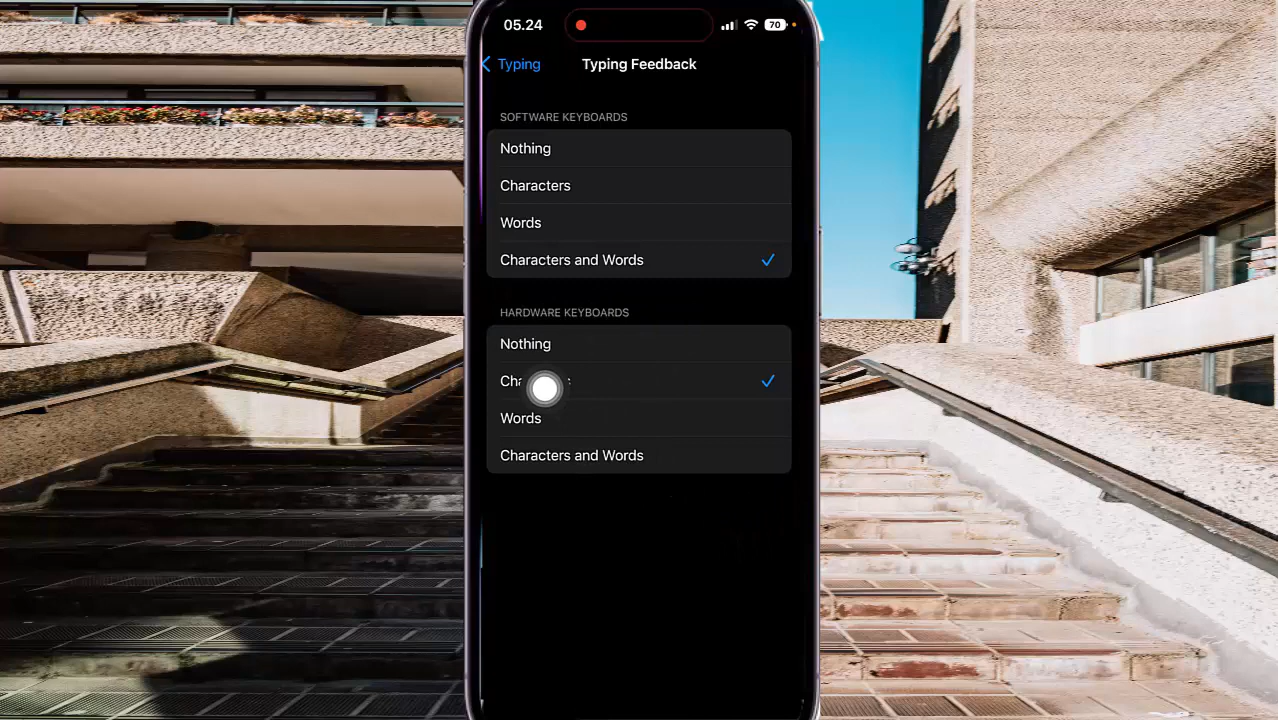 05.24
70
Typing
Typing Feedback
SOFTWARE KEYBOARDS
Nothing
Characters
Words
Characters and Words
HARDWARE KEYBOARDS
Nothing
Words
Characters and Words